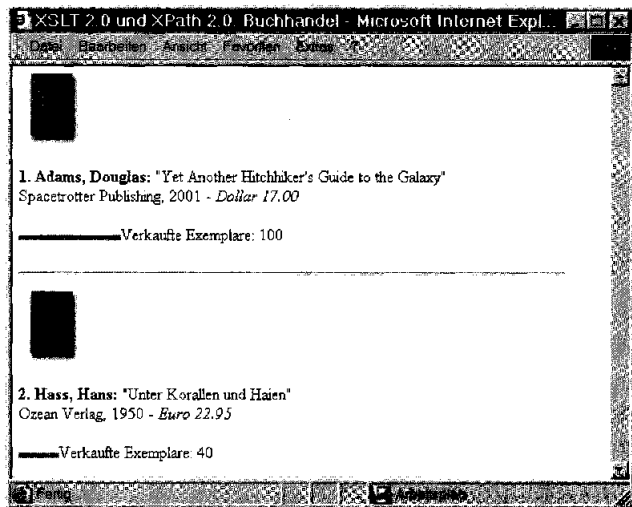 XSLT 2.0 und XPath 2.0. Buchhandel - Microsoft Internet Expl...
Datei Bearbeiten Ansicht Favoriten Extras ?
1. Adams, Douglas: "Yet Another Hitchhiker's Guide to the Galaxy"
Spacetrotter Publishing, 2001 - Dollar 17.00
Verkaufte Exemplare: 100
2. Hass, Hans: "Unter Korallen und Haien"
Ozean Verlag, 1950 - Euro 22.95
Verkaufte Exemplare: 40
Fertig Arbeitsplatz